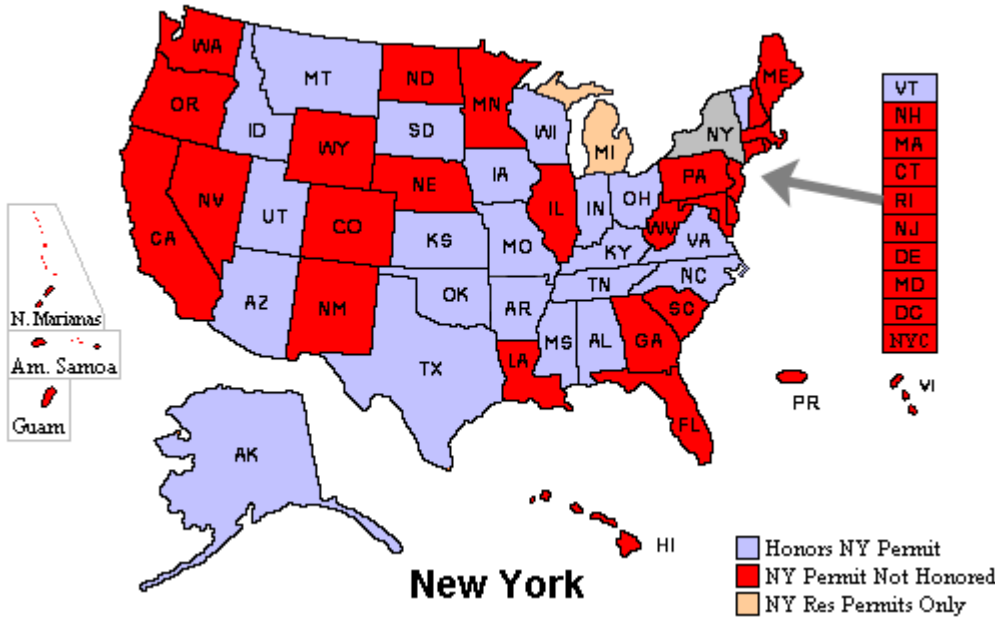 WA
MT
ND
MN
ME
VT
OR
ID
SD
WI
MI
NY
NH
WY
MA
NV
UT
CO
NE
IA
IL
IN
OH
PA
CT
RI
CA
KS
MO
KY
WV
VA
NJ
DE
AZ
NM
OK
AR
TN
NC
MD
SC
DC
N. Marianas
TX
LA
MS
AL
GA
NYC
Am. Samoa
FL
PR
VI
Guam
AK
HI
Honors NY Permit
NY Permit Not Honored
NY Res Permits Only
New York